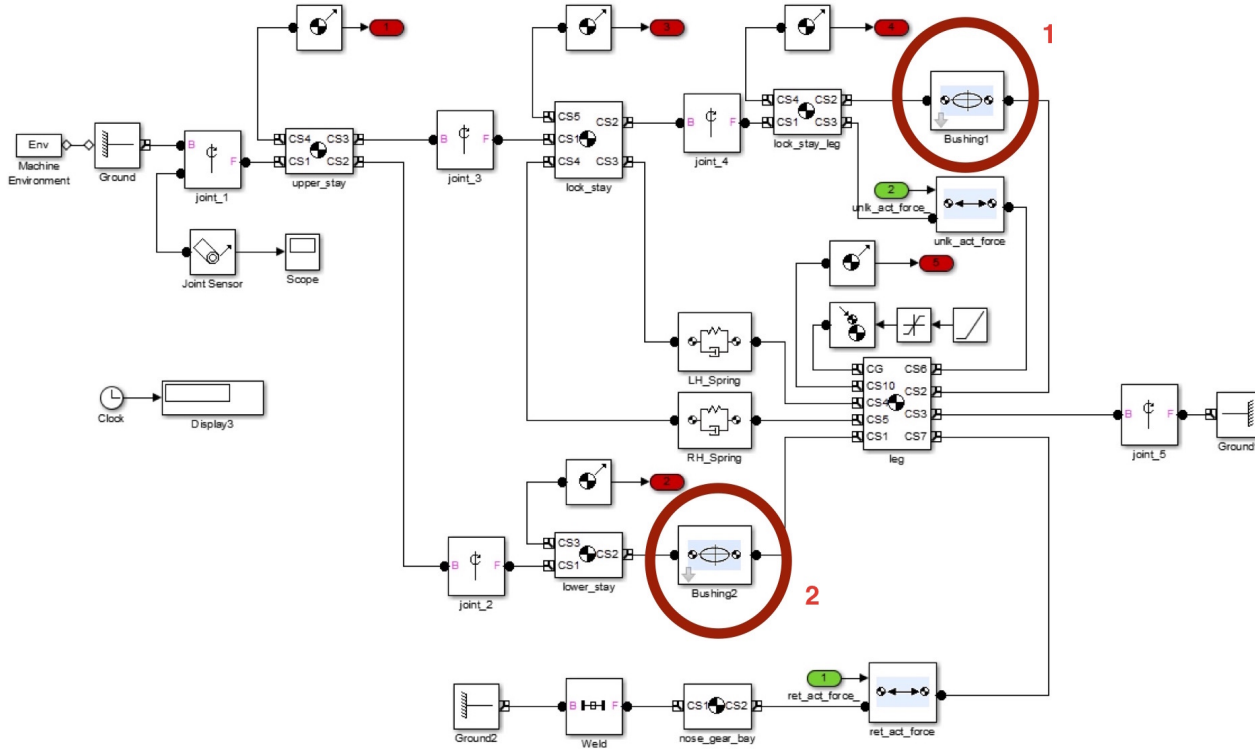 1
3
4
1
Env
Machine
Environment
Ground
B
F
joint_1
CS4
CS3
CS1
CS2
upper_stay
B
F
joint_3
CS5
CS2
CS1
CS4
CS3
lock_stay
B
F
joint_4
CS4
CS2
CS1
CS3
lock_stay_leg
Bushing1
2
unlk_act_force_
unlk_act_force
Joint Sensor
Scope
5
LH_Spring
RH_Spring
CG
CS6
CS10
CS2
CS4
CS3
CS5
CS7
CS1
leg
B
F
joint_5
Ground
Clock
Display3
2
B
F
joint_2
CS3
CS2
CS1
lower_stay
Bushing2
2
Ground2
B
F
Weld
CS1
CS2
nose_gear_bay
1
ret_act_force_
ret_act_force